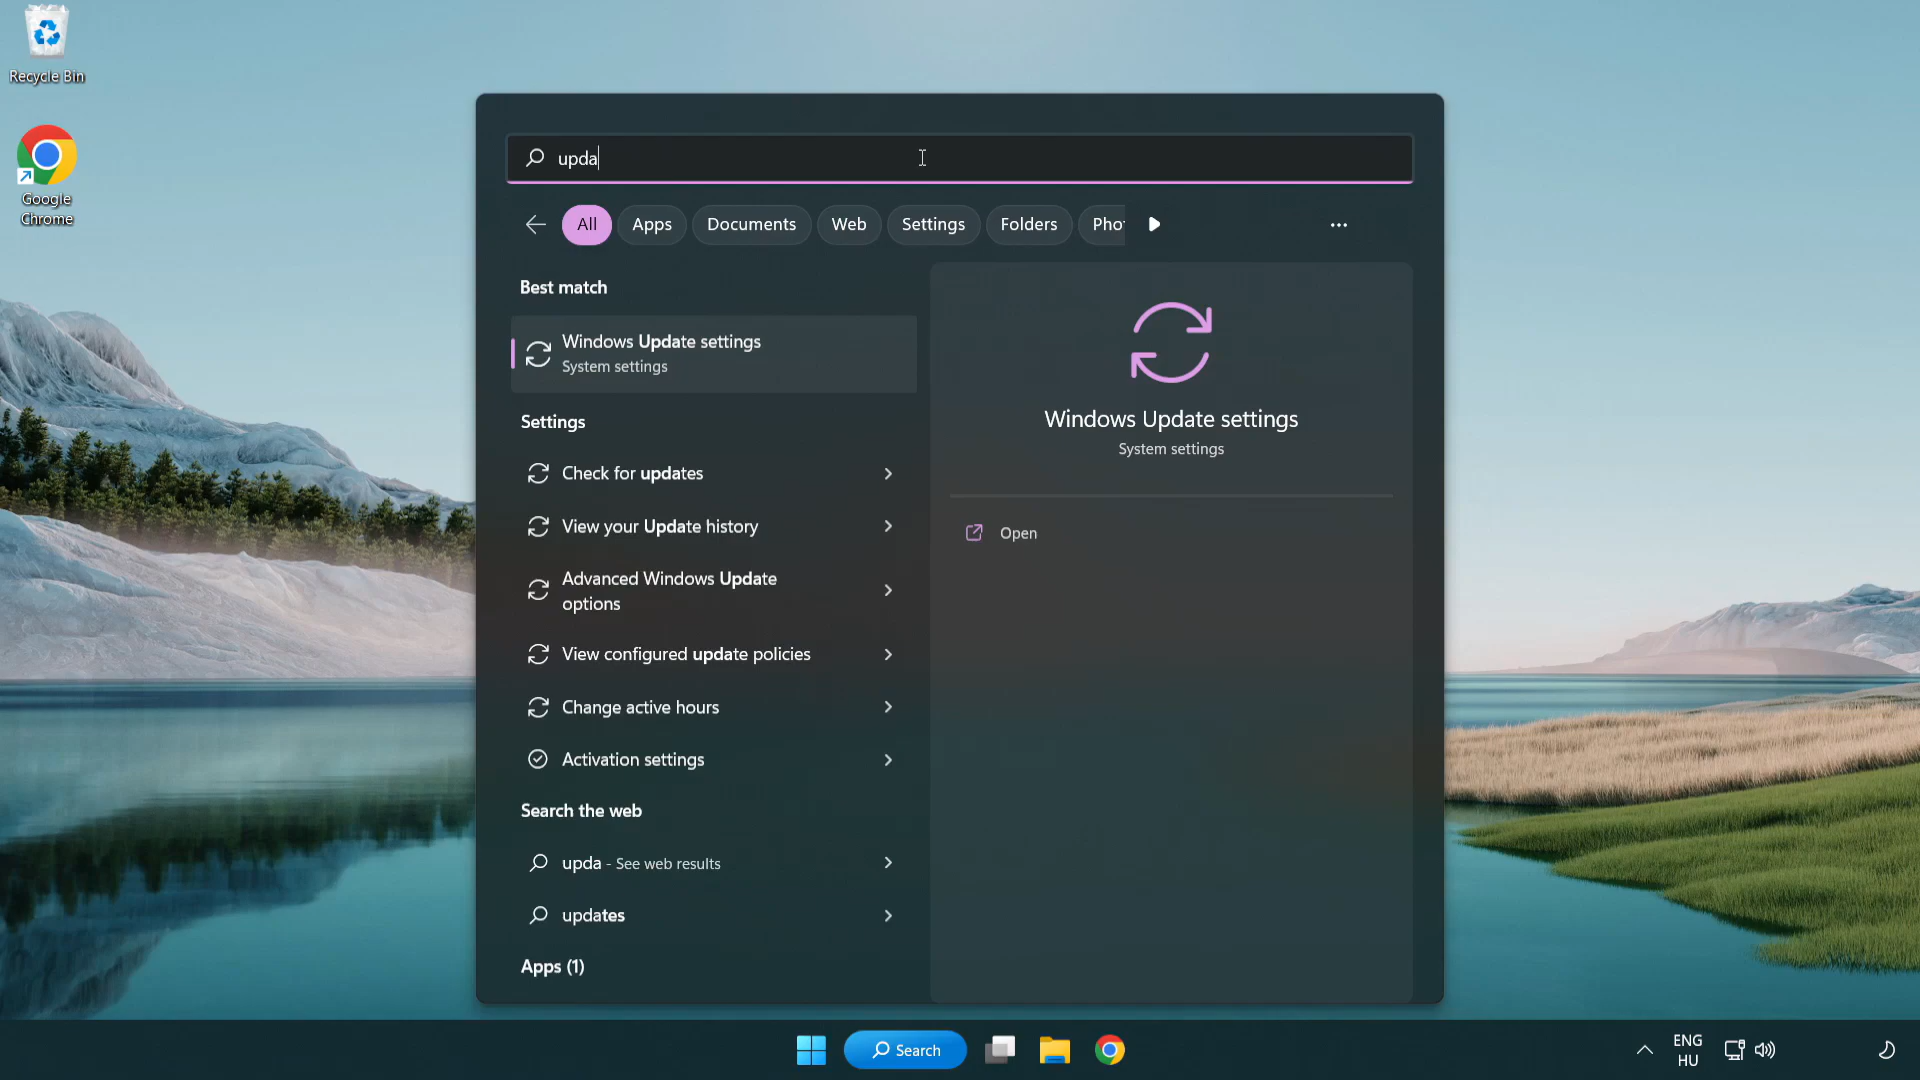 Recycle Bin
Google
Chrome
upda
All
Apps
Documents
Web
Settings
Folders
Best match
Windows Update settings
System settings
Settings
Check for updates
View your Update history
Advanced Windows Update
options
View configured update policies
Change active hours
Activation settings
Search the web
upda - See web results
updates
Apps (1)
Windows Update settings
System settings
Open
Search
ENG
HU